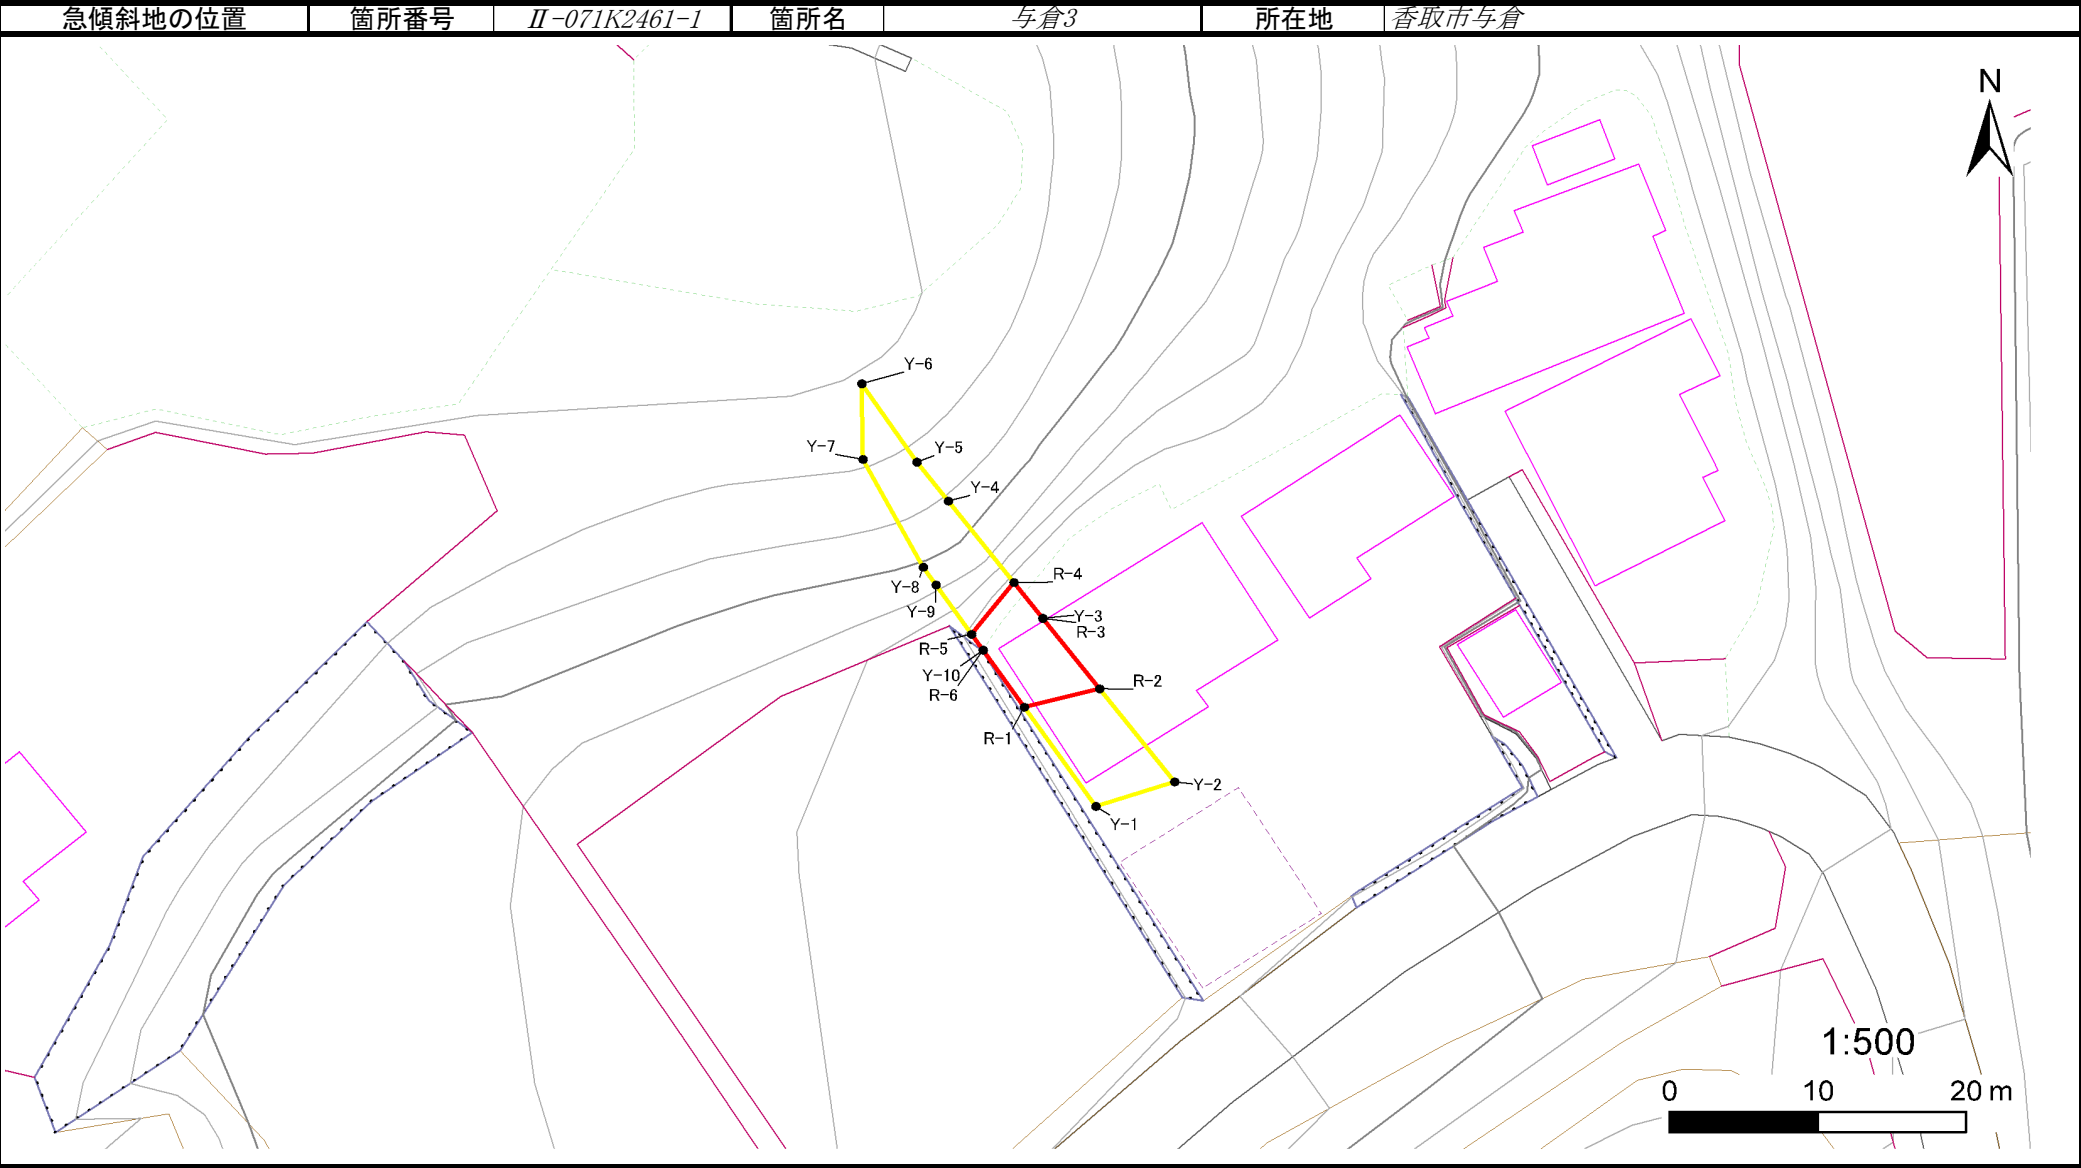 急傾斜地の位置 箇所番号 Ⅱ-071K2461-1 箇所名 与倉3 所在地 香取市与倉
N
Y-6
Y-7
Y-5
Y-4
Y-8
Y-9
R-4
Y-3
R-3
R-5
Y-10
R-6
R-2
R-1
Y-2
Y-1
1:500
0 10 20 m